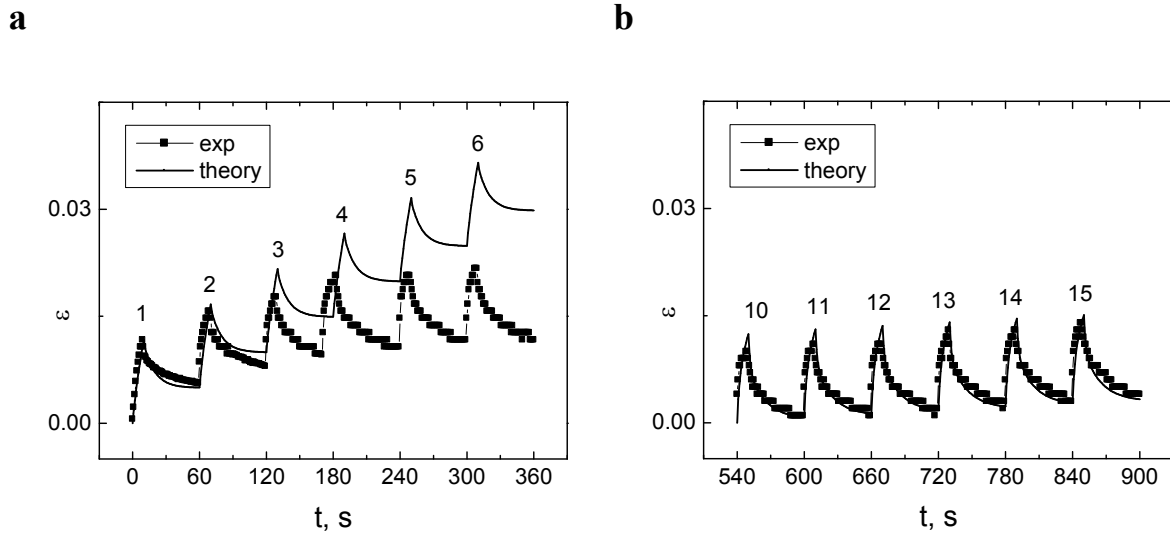 a
exp
theory
1
2
3
4
5
6
0.03
0.00
ε
0 60 120 180 240 300 360
t, s
b
exp
theory
10 11 12 13 14 15
0.03
0.00
ε
540 600 660 720 780 840 900
t, s